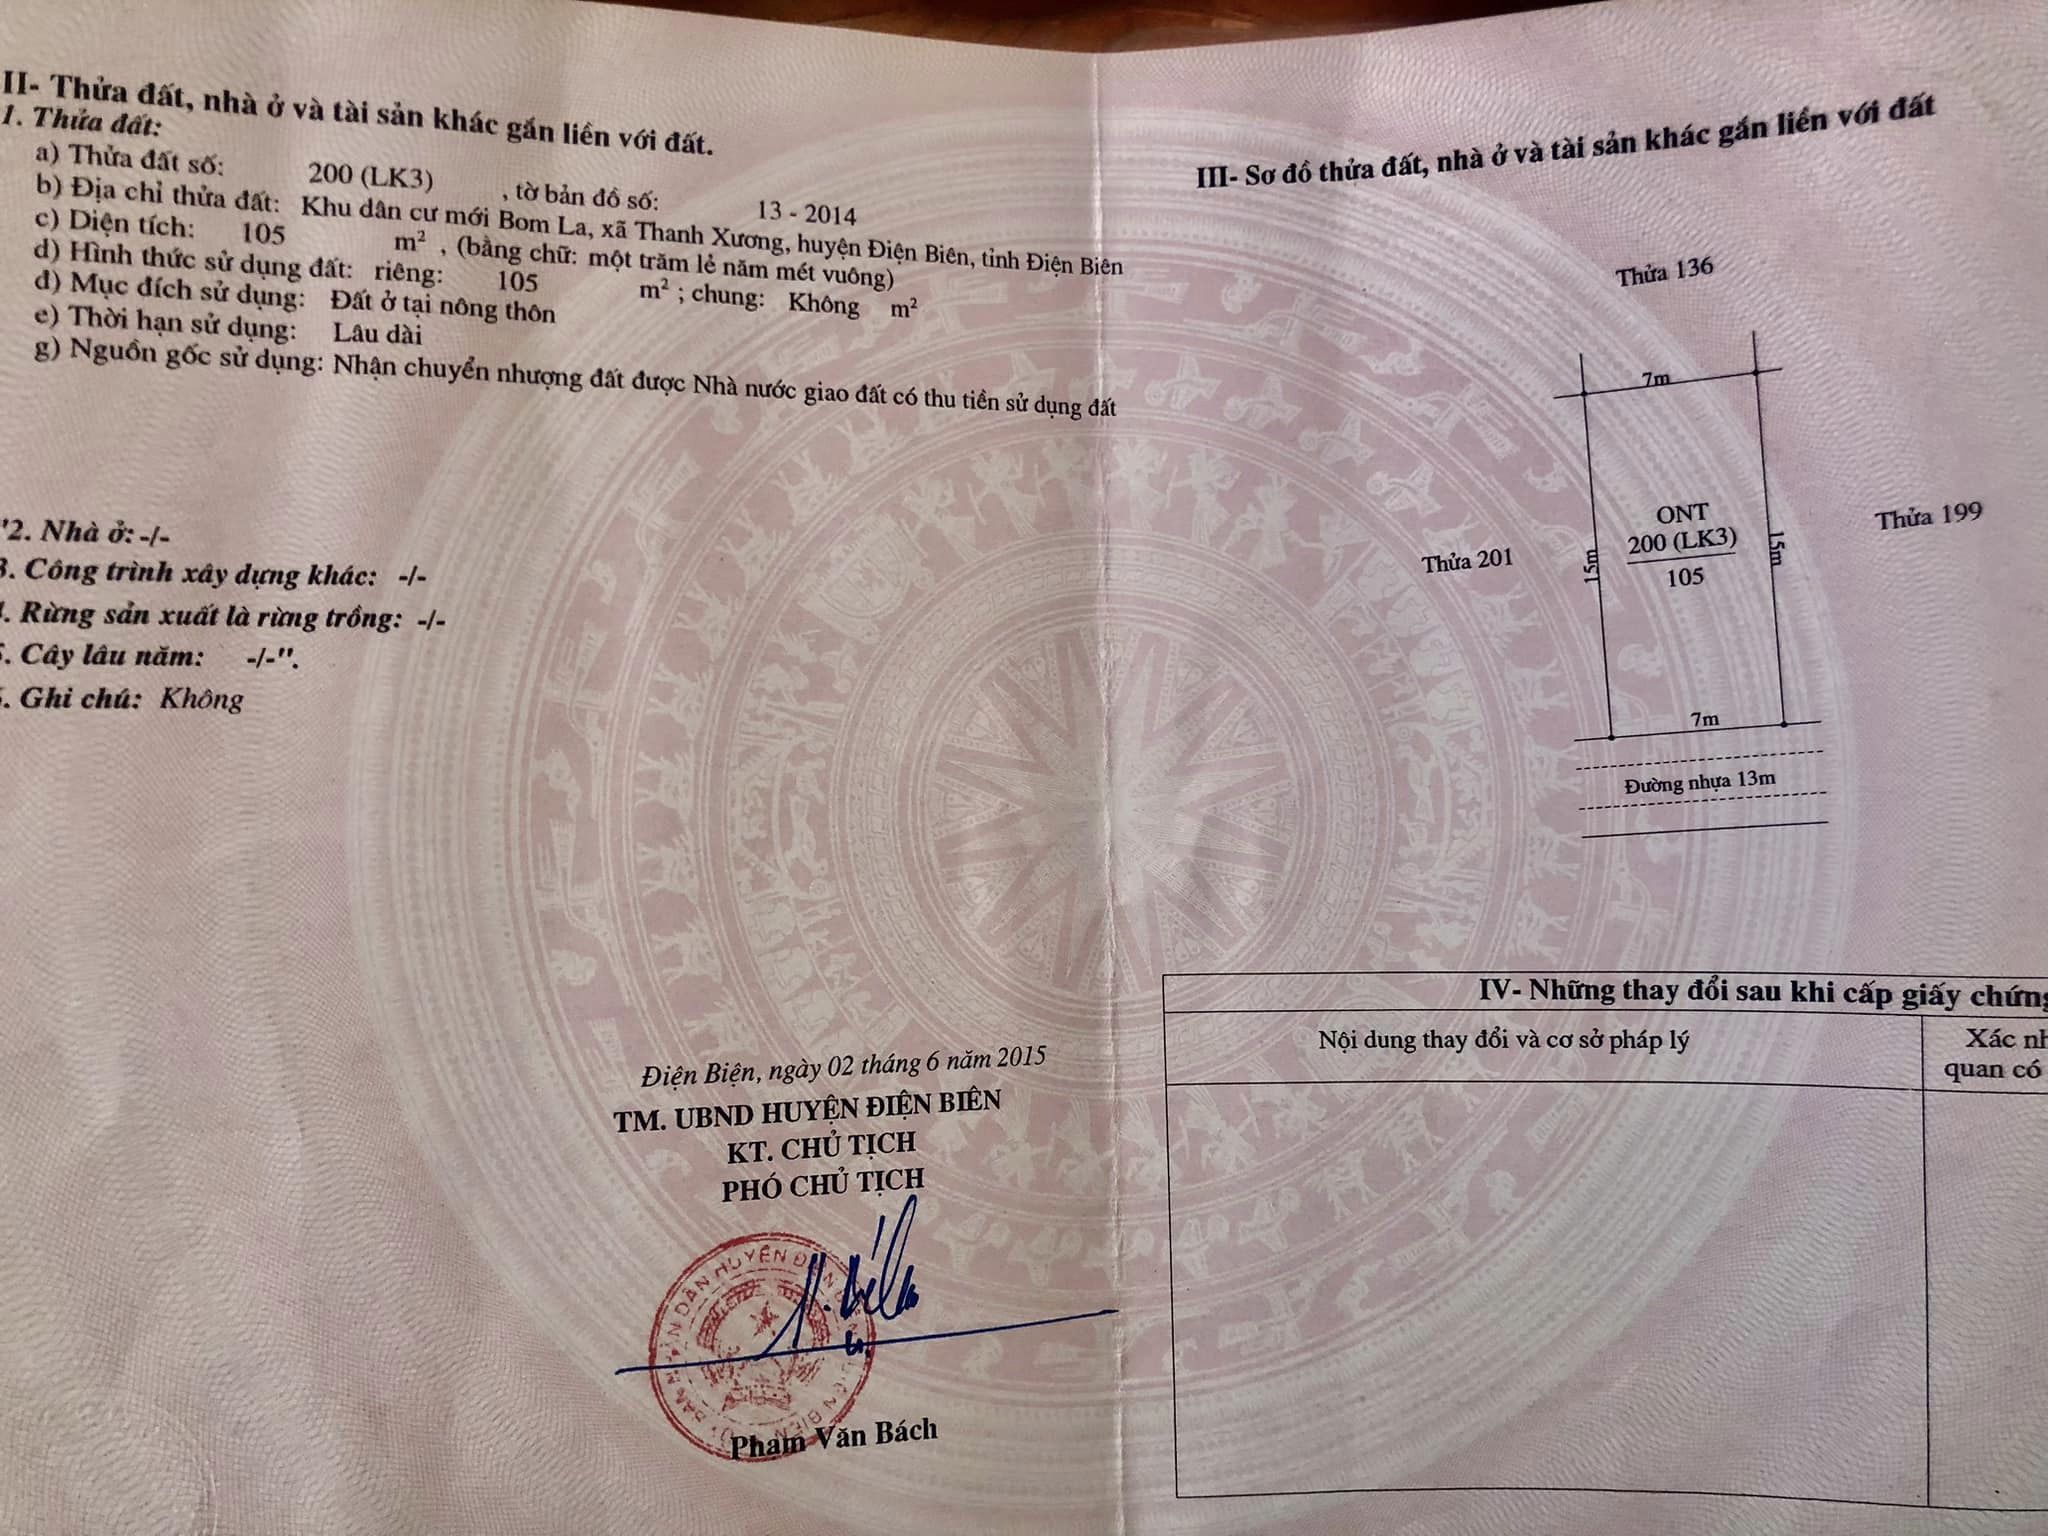 II- Thửa đất, nhà ở và tài sản khác gắn liền với đất.
1. Thửa đất:
a) Thửa đất số: 200 (LK3) , tờ bản đồ số: 13 - 2014
b) Địa chỉ thửa đất: Khu dân cư mới Bom La, xã Thanh Xương, huyện Điện Biên, tỉnh Điện Biên
c) Diện tích: 105 m² , (bằng chữ: một trăm lẻ năm mét vuông)
d) Hình thức sử dụng đất: riêng: 105 m² ; chung: Không m²
đ) Mục đích sử dụng: Đất ở tại nông thôn
e) Thời hạn sử dụng: Lâu dài
g) Nguồn gốc sử dụng: Nhận chuyển nhượng đất được Nhà nước giao đất có thu tiền sử dụng đất
"2. Nhà ở: -/-
3. Công trình xây dựng khác: -/-
4. Rừng sản xuất là rừng trồng: -/-
5. Cây lâu năm: -/-".
6. Ghi chú: Không
Điện Biện, ngày 02 tháng 6 năm 2015
TM. UBND HUYỆN ĐIỆN BIÊN
KT. CHỦ TỊCH
PHÓ CHỦ TỊCH
Phạm Văn Bách
III- Sơ đồ thửa đất, nhà ở và tài sản khác gắn liền với đất
Thửa 136
7m
ONT
200 (LK3)
105
15m
15m
Thửa 201
Thửa 199
7m
Đường nhựa 13m
IV- Những thay đổi sau khi cấp giấy chứng
Nội dung thay đổi và cơ sở pháp lý
Xác nh
quan có